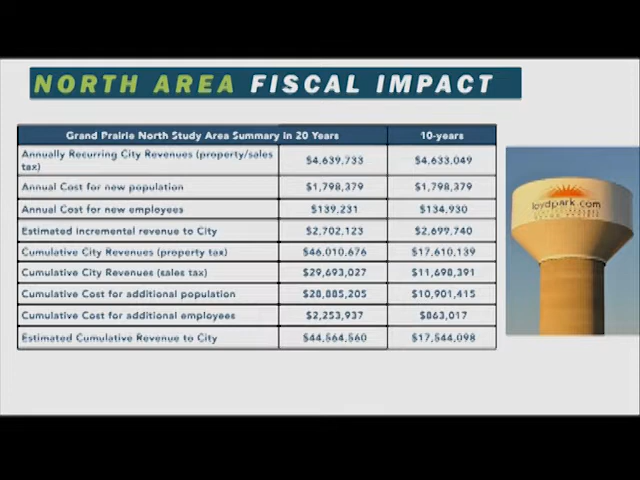 NORTH AREA FISCAL IMPACT
Grand Prairie North Study Area Summary in 20 Years 10-years
Annually Recurring City Revenues (property/sales tax) $4,639,733 $4,633,049
Annual Cost for new population $1,798,379 $1,798,379
Annual Cost for new employees $139,231 $134,930
Estimated incremental revenue to City $2,702,123 $2,699,740
Cumulative City Revenues (property tax) $46,010,676 $17,610,139
Cumulative City Revenues (sales tax) $29,693,027 $11,698,391
Cumulative Cost for additional population $28,885,205 $10,901,415
Cumulative Cost for additional employees $2,253,937 $863,017
Estimated Cumulative Revenue to City $44,564,560 $17,544,098
loydpark.com